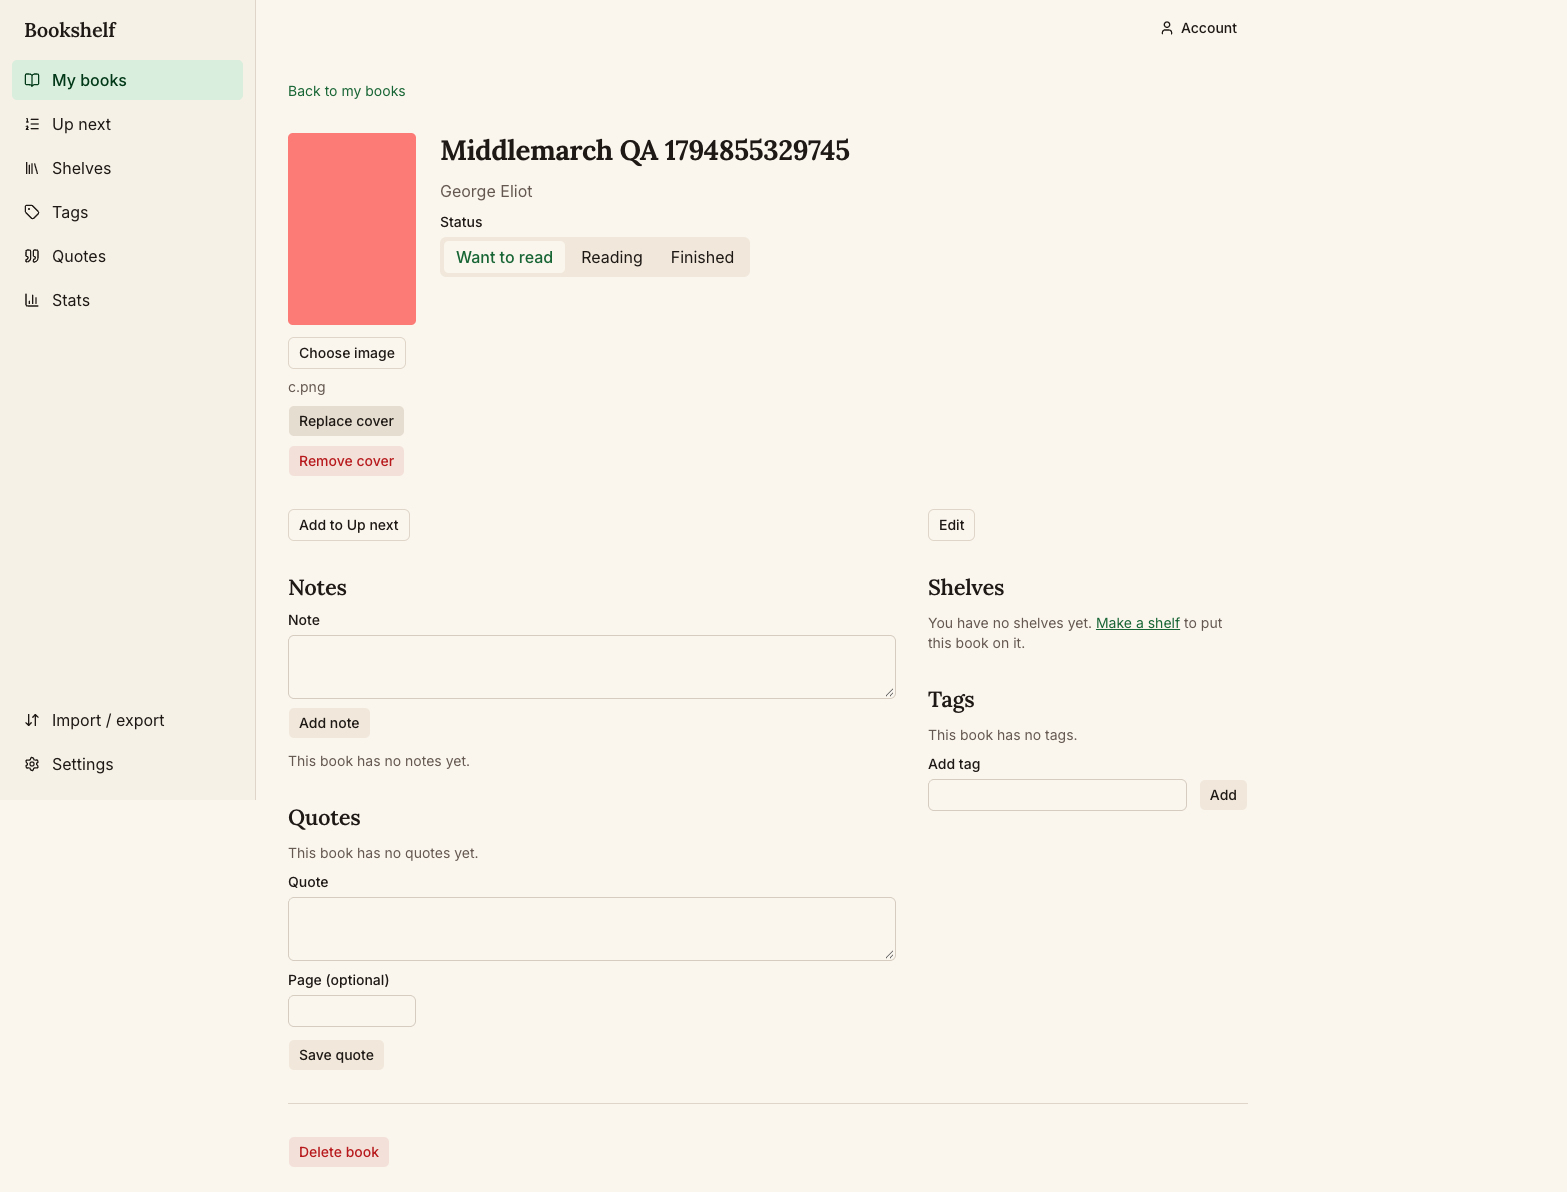 Bookshelf
My books
Up next
Shelves
Tags
Quotes
Stats
Import / export
Settings
Account
Back to my books
Middlemarch QA 1794855329745
George Eliot
Status
Want to read
Reading
Finished
Choose image
c.png
Replace cover
Remove cover
Add to Up next
Edit
Notes
Note
Add note
This book has no notes yet.
Quotes
This book has no quotes yet.
Quote
Page (optional)
Save quote
Shelves
You have no shelves yet. Make a shelf to put
this book on it.
Tags
This book has no tags.
Add tag
Add
Delete book